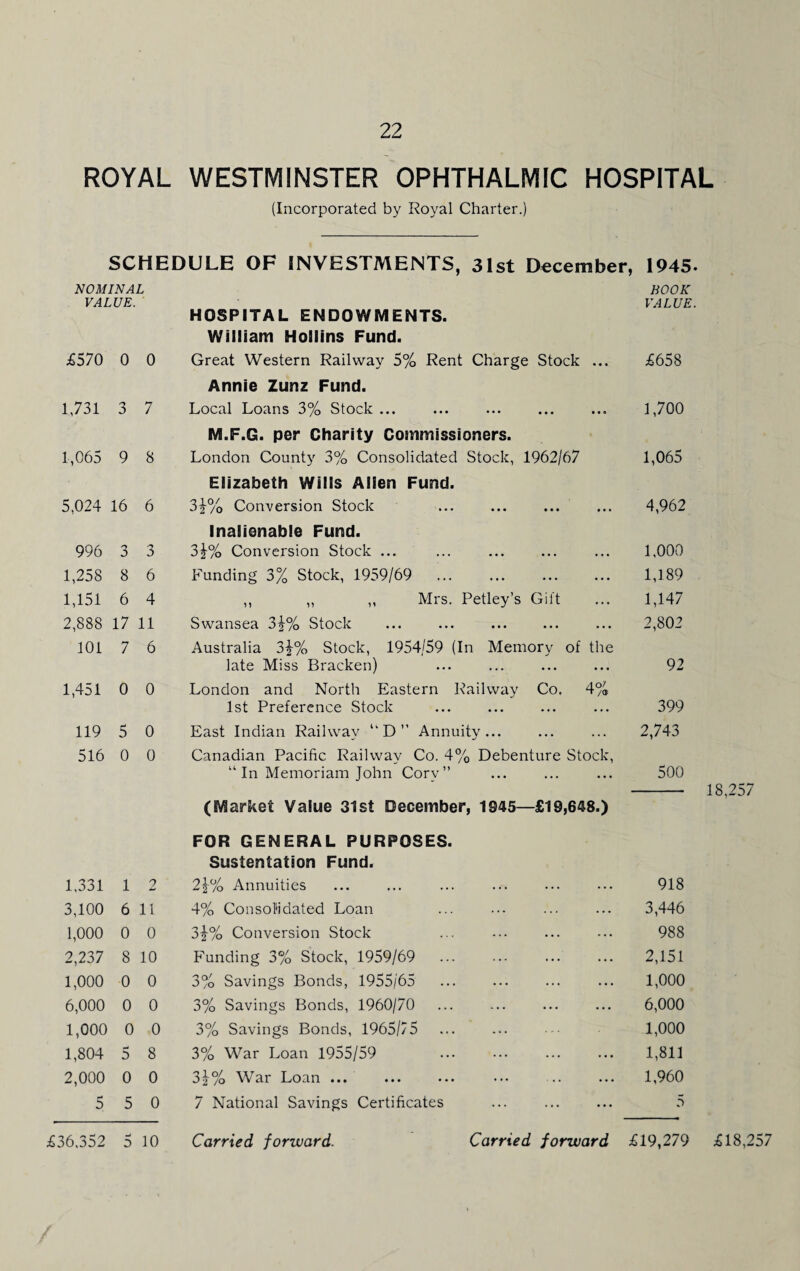 22
ROYAL WESTMINSTER OPHTHALMIC HOSPITAL
(Incorporated by Royal Charter.)
SCHEDULE OF INVESTMENTS, 31st December, 1945.
NOMINAL VALUE. BOOK VALUE.
HOSPITAL ENDOWMENTS.
William Hollins Fund.
£570 0 0 Great Western Railway 5% Rent Charge Stock ... £658
Annie Zunz Fund.
1,731 3 7 Local Loans 3% Stock ... ... ... ... ... 1,700
M.F.G. per Charity Commissioners.
1,065 9 8 London County 3% Consolidated Stock, 1962/67 1,065
Elizabeth Wills Allen Fund.
5,024 16 6 3½% Conversion Stock ... ... ... ... 4,962
Inalienable Fund.
996 3 3 3½% Conversion Stock ... ... ... ... ... 1,000
1,258 8 6 Funding 3% Stock, 1959/69 ... ... ... ... 1,189
1,151 6 4 ,, ,, ,, Mrs. Petley's Gift ... 1,147
2,888 17 11 Swansea 3½% Stock ... ... ... ... ... 2,802
101 7 6 Australia 3½% Stock, 1954/59 (In Memory of the
late Miss Bracken) ... ... ... ... 92
1,451 0 0 London and North Eastern Railway Co. 4%
1st Preference Stock ... ... ... ... 399
119 5 0 East Indian Railway "D" Annuity ... ... ... 2,743
516 0 0 Canadian Pacific Railway Co. 4% Debenture Stock,
"In Memoriam John Cory" ... ... ... 500
18,257
(Market Value 31st December, 1945—£19,648.)
FOR GENERAL PURPOSES.
Sustentation Fund.
1,331 1 2 2½% Annuities ... ... ... ... ... ... 918
3,100 6 11 4% Consolidated Loan ... ... ... ... 3,446
1,000 0 0 3½% Conversion Stock ... ... ... ... 988
2,237 8 10 Funding 3% Stock, 1959/69 ... ... ... ... 2,151
1,000 0 0 3% Savings Bonds, 1955/65 ... ... ... ... 1,000
6,000 0 0 3% Savings Bonds, 1960/70 ... ... ... ... 6,000
1,000 0 0 3% Savings Bonds, 1965/75 ... ... ... 1,000
1,804 5 8 3% War Loan 1955/59 ... ... ... ... 1,811
2,000 0 0 3½% War Loan ... ... ... ... .. ... 1,960
5 5 0 7 National Savings Certificates ... ... ... 5
£36,352 5 10 Carried forward. Carried forward £19,279 £18,257